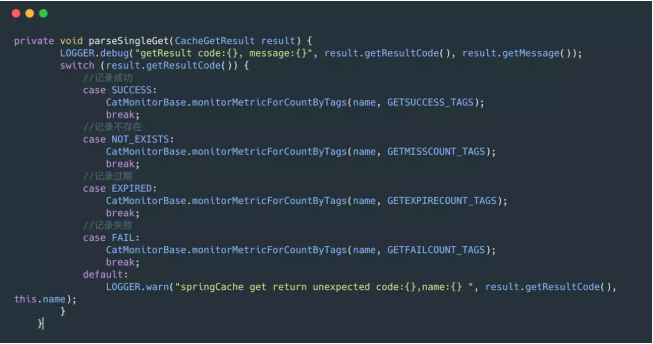 private void parseSingleGet(CacheGetResult result) {
        LOGGER.debug("getResult code:{}, message:{}", result.getResultCode(), result.getMessage());
        switch (result.getResultCode()) {
            //记录成功
            case SUCCESS:
                CatMonitorBase.monitorMetricForCountByTags(name, GETSUCCESS_TAGS);
                break;
            //记录不存在
            case NOT_EXISTS:
                CatMonitorBase.monitorMetricForCountByTags(name, GETMISSCOUNT_TAGS);
                break;
            //记录过期
            case EXPIRED:
                CatMonitorBase.monitorMetricForCountByTags(name, GETEXPIRECOUNT_TAGS);
                break;
            //记录失败
            case FAIL:
                CatMonitorBase.monitorMetricForCountByTags(name, GETFAILCOUNT_TAGS);
                break;
            default:
                LOGGER.warn("springCache get return unexpected code:{},name:{} ", result.getResultCode(),
this.name);
        }
    }